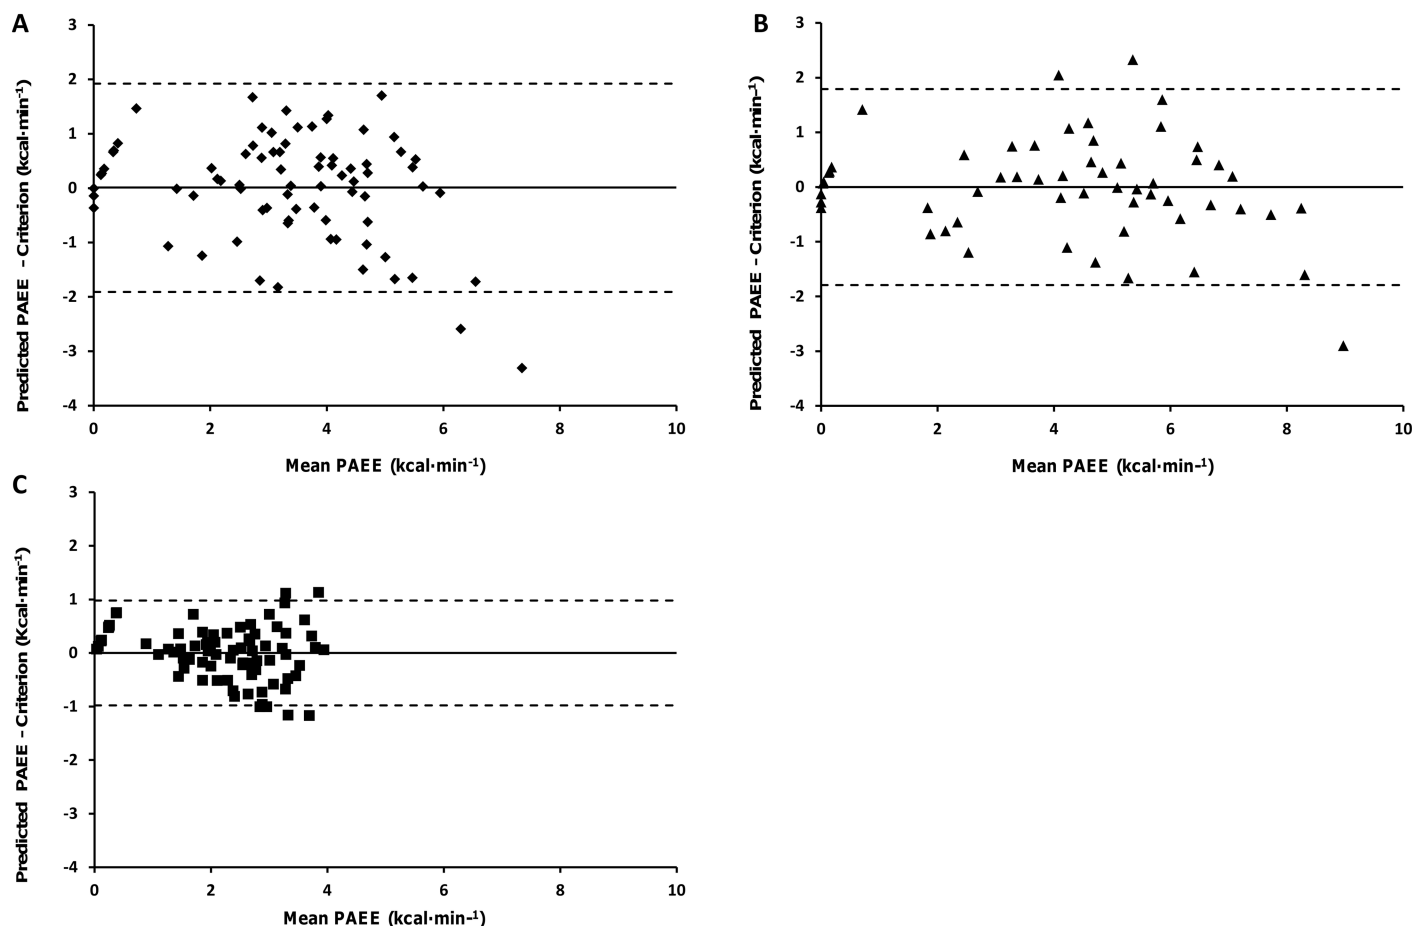 A
Predicted PAEE - Criterion (kcal·min⁻¹)
3
2
1
0
-1
-2
-3
-4
0 2 4 6 8 10
Mean PAEE (kcal·min⁻¹)
B
Predicted PAEE – Criterion (kcal·min⁻¹)
3
2
1
0
-1
-2
-3
-4
0 2 4 6 8 10
Mean PAEE (kcal·min⁻¹)
C
Predicted PAEE – Criterion (Kcal·min⁻¹)
3
2
1
0
-1
-2
-3
-4
0 2 4 6 8 10
Mean PAEE (kcal·min⁻¹)